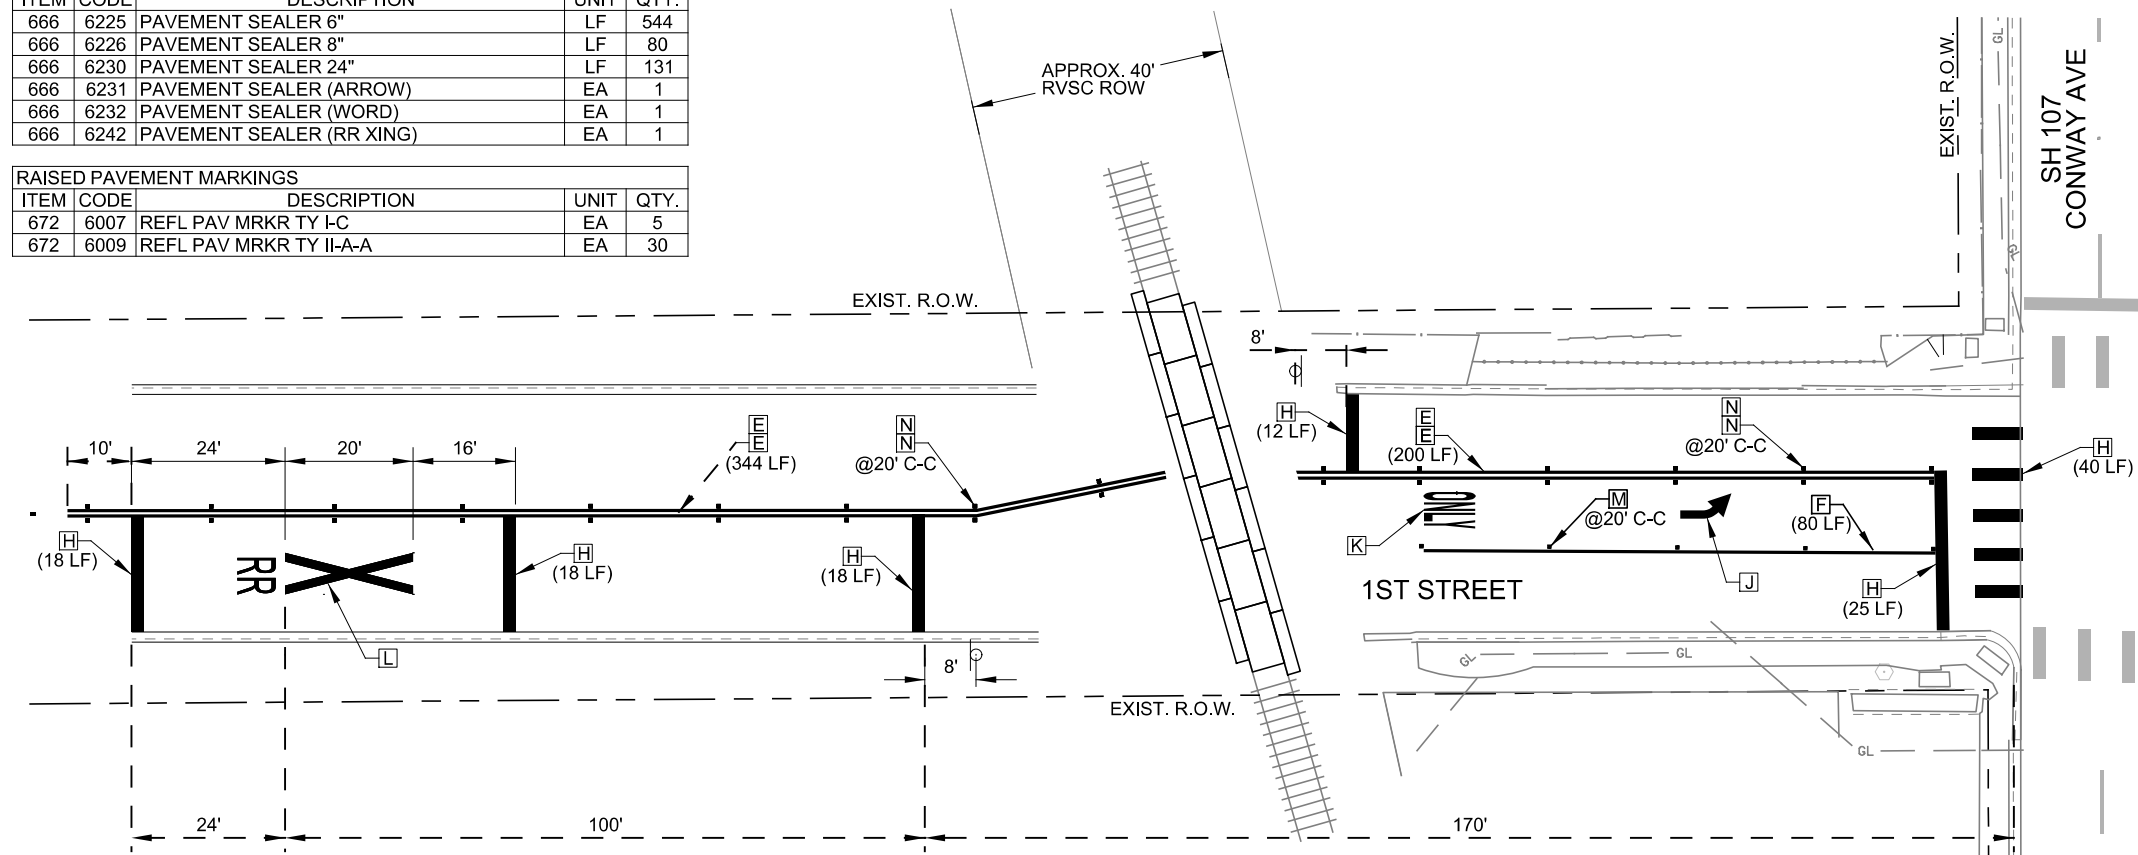 ITEM CODE DESCRIPTION UNIT QTY.
666 6225 PAVEMENT SEALER 6" LF 544
666 6226 PAVEMENT SEALER 8" LF 80
666 6230 PAVEMENT SEALER 24" LF 131
666 6231 PAVEMENT SEALER (ARROW) EA 1
666 6232 PAVEMENT SEALER (WORD) EA 1
666 6242 PAVEMENT SEALER (RR XING) EA 1
RAISED PAVEMENT MARKINGS
ITEM CODE DESCRIPTION UNIT QTY.
672 6007 REFL PAV MRKR TY I-C EA 5
672 6009 REFL PAV MRKR TY II-A-A EA 30
APPROX. 40'
RVSC ROW
EXIST. R.O.W.
GL
SH 107
CONWAY AVE
GL
EXIST. R.O.W.
8'
10'
24'
20'
16'
E
E
(344 LF)
N
N
@20' C-C
H
(12 LF)
E
E
(200 LF)
N
N
@20' C-C
H
(40 LF)
H
(18 LF)
RR
X
L
H
(18 LF)
H
(18 LF)
8'
K
ONLY
M
@20' C-C
J
F
(80 LF)
H
(25 LF)
1ST STREET
GL
GL
GL
EXIST. R.O.W.
24'
100'
170'